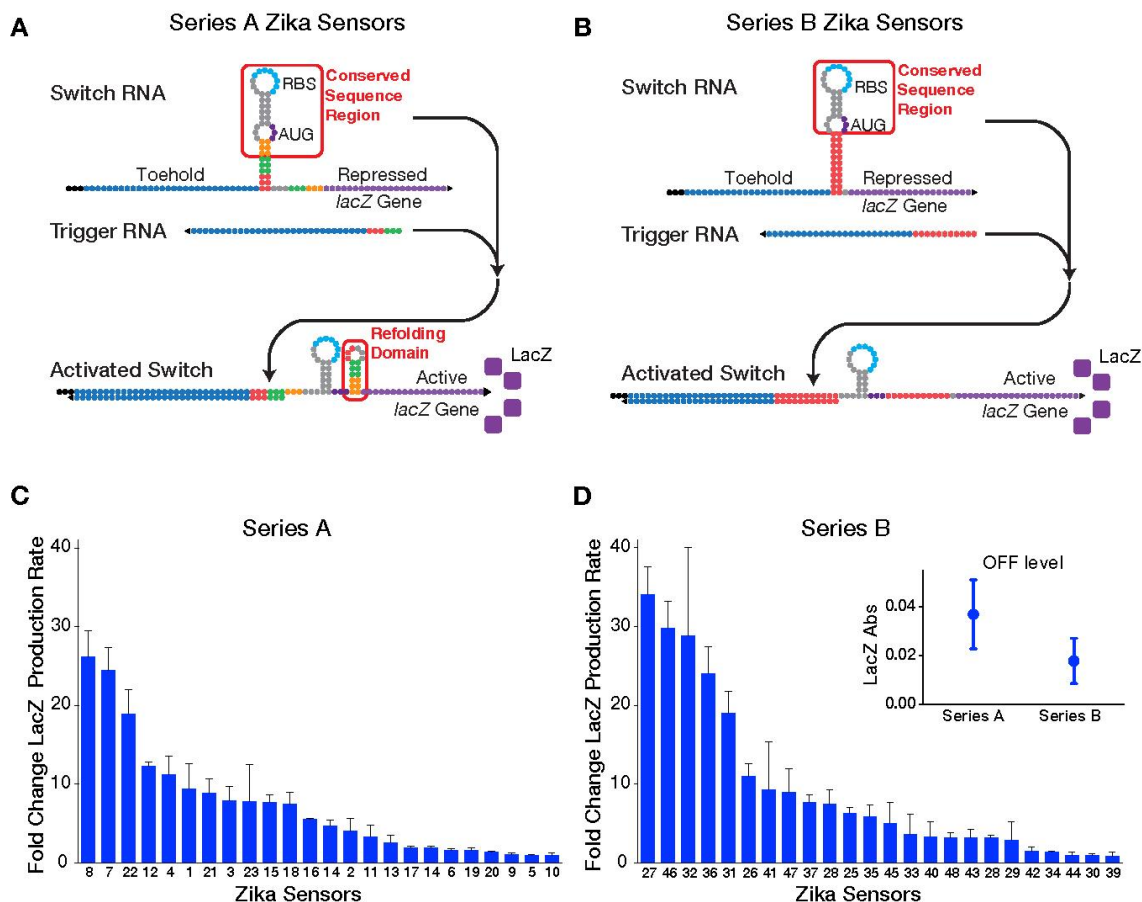 A
Series A Zika Sensors
Switch RNA
RBS
AUG
Conserved
Sequence
Region
Toehold
Repressed
lacZ Gene
Trigger RNA
Refolding
Domain
Activated Switch
Active
lacZ Gene
LacZ
B
Series B Zika Sensors
Switch RNA
RBS
AUG
Conserved
Sequence
Region
Toehold
Repressed
lacZ Gene
Trigger RNA
Activated Switch
Active
lacZ Gene
LacZ
C
Series A
Fold Change LacZ Production Rate
40
30
20
10
0
8 7 22 12 4 1 21 3 23 15 18 16 14 2 11 13 17 14 6 19 20 9 5 10
Zika Sensors
D
Series B
Fold Change LacZ Production Rate
40
30
20
10
0
27 46 32 36 31 26 41 47 37 28 25 35 45 33 40 48 43 28 29 42 34 44 30 39
Zika Sensors
OFF level
LacZ Abs
0.04
0.02
0.00
Series A Series B